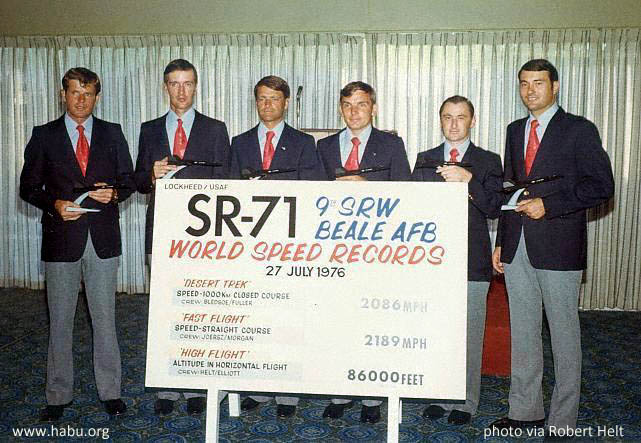 LOCKHEED / USAF
SR-71
9TH SRW
BEALE AFB
WORLD SPEED RECORDS
27 JULY 1976
'DESERT TREK'
SPEED-1000KM CLOSED COURSE
CREW: BLEDSOE/FULLER
2086 MPH
'FAST FLIGHT'
SPEED-STRAIGHT COURSE
CREW: JOERSZ/MORGAN
2189 MPH
'HIGH FLIGHT'
ALTITUDE IN HORIZONTAL FLIGHT
CREW: HELT/ELLIOTT
86000 FEET
www.habu.org
photo via Robert Helt